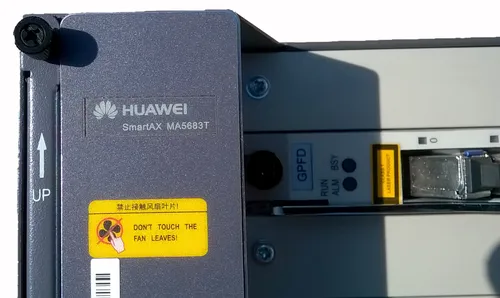 HUAWEI
SmartAX MA5683T
UP
禁止接触风扇叶片!
DON'T TOUCH THE
FAN LEAVES!
GPFD
RUN
ALM
BSY
0